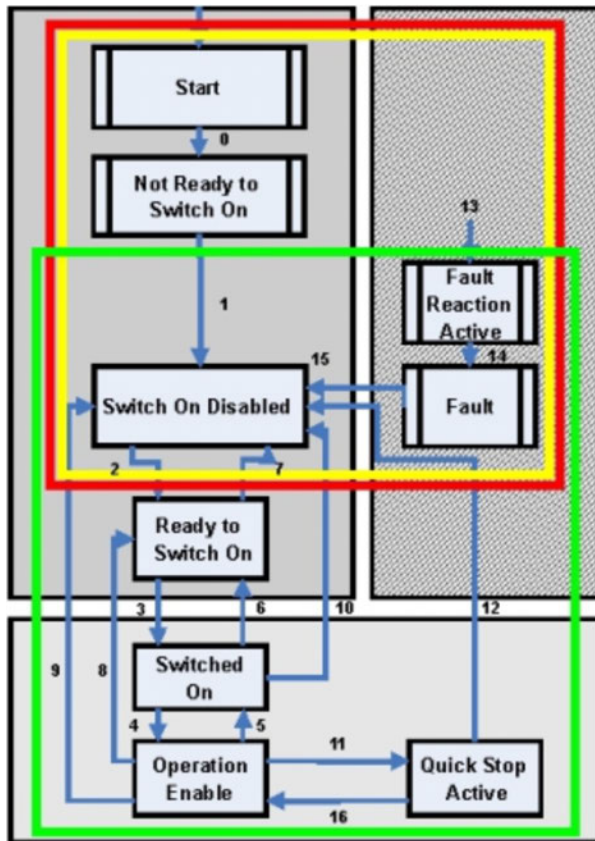 Start
0
Not Ready to
Switch On
13
Fault
Reaction
Active
1
14
15
Switch On Disabled
Fault
2
7
Ready to
Switch On
3
6
10
12
9
8
Switched
On
4
5
11
Operation
Enable
Quick Stop
Active
16